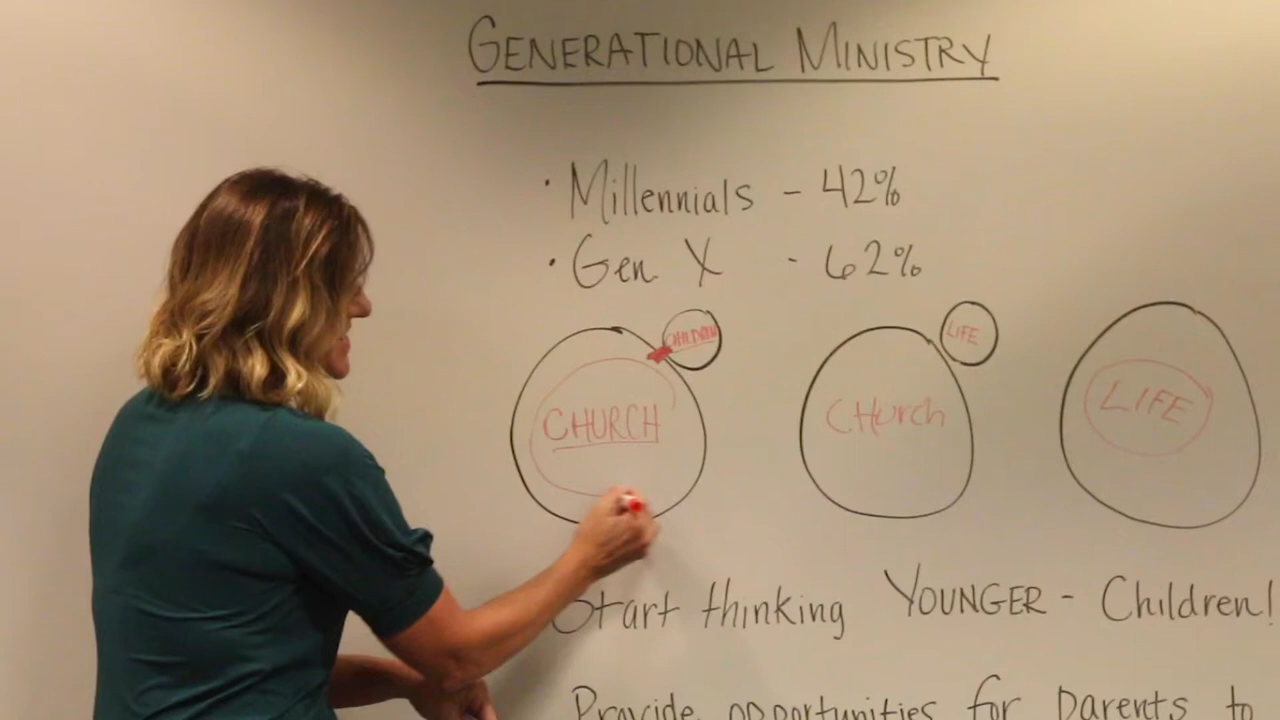 GENERATIONAL MINISTRY
· Millennials - 42%
· Gen X - 62%
CHILDREN
LIFE
CHURCH
CHurch
LIFE
Start thinking YOUNGER - Children!
Provide opportunities for parents to